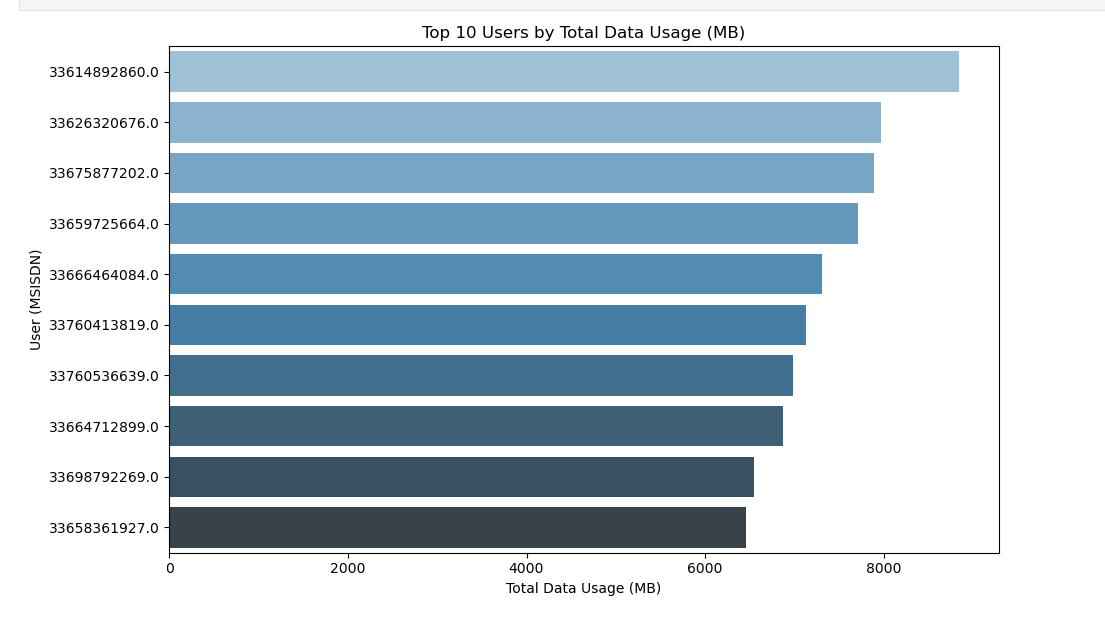 Top 10 Users by Total Data Usage (MB)
User (MSISDN)
33614892860.0
33626320676.0
33675877202.0
33659725664.0
33666464084.0
33760413819.0
33760536639.0
33664712899.0
33698792269.0
33658361927.0
0 2000 4000 6000 8000
Total Data Usage (MB)